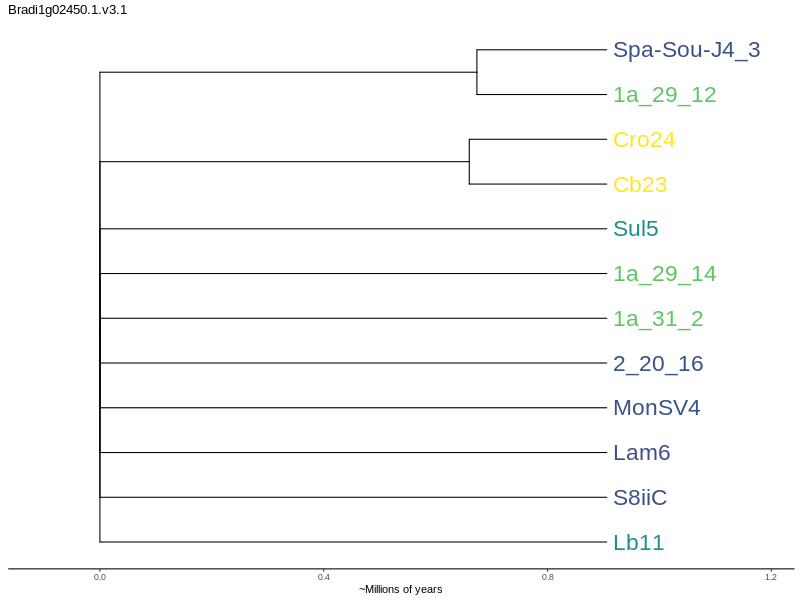 Bradi1g02450.1.v3.1
Spa-Sou-J4_3
1a_29_12
Cro24
Cb23
Sul5
1a_29_14
1a_31_2
2_20_16
MonSV4
Lam6
S8iiC
Lb11
0.0 0.4 0.8 1.2
~Millions of years